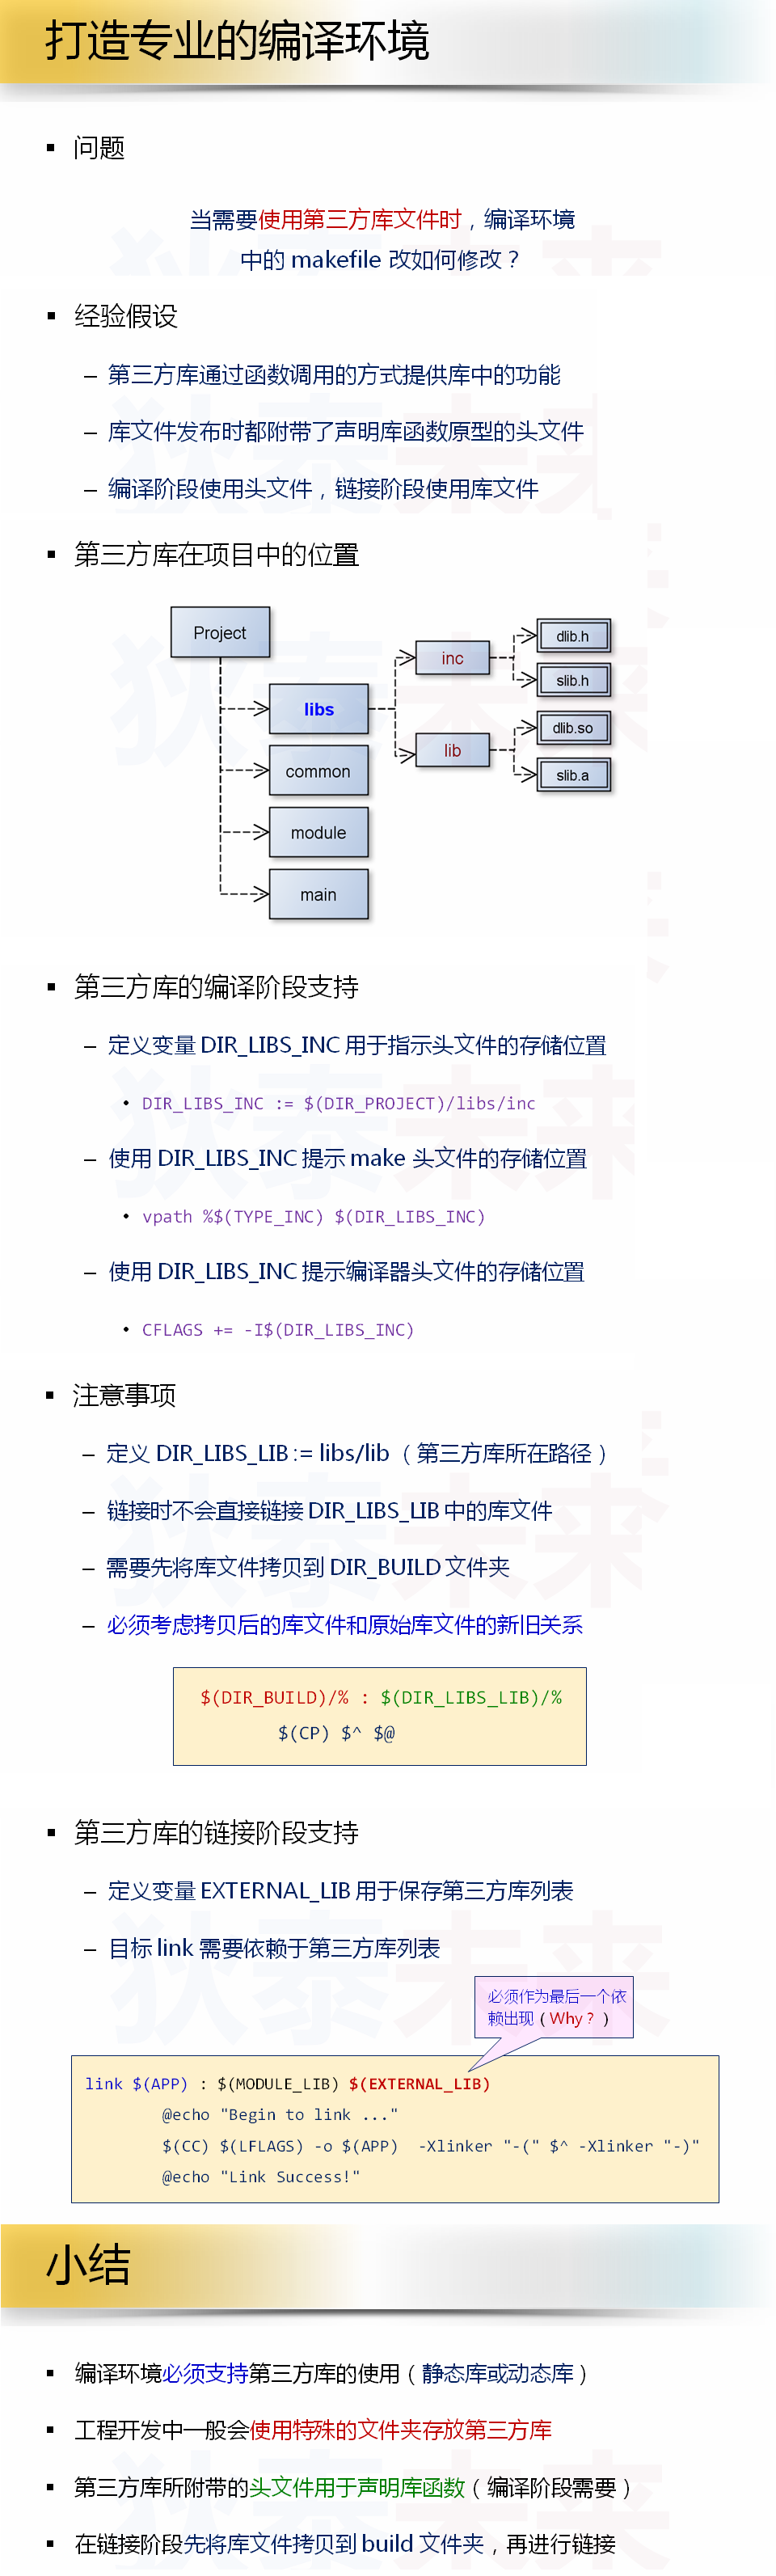 打造专业的编译环境
▪ 问题
当需要使用第三方库文件时，编译环境
中的 makefile 改如何修改？
▪ 经验假设
– 第三方库通过函数调用的方式提供库中的功能
– 库文件发布时都附带了声明库函数原型的头文件
– 编译阶段使用头文件，链接阶段使用库文件
▪ 第三方库在项目中的位置
Project
libs
common
module
main
inc
lib
dlib.h
slib.h
dlib.so
slib.a
▪ 第三方库的编译阶段支持
– 定义变量 DIR_LIBS_INC 用于指示头文件的存储位置
• DIR_LIBS_INC := $(DIR_PROJECT)/libs/inc
– 使用 DIR_LIBS_INC 提示 make 头文件的存储位置
• vpath %$(TYPE_INC) $(DIR_LIBS_INC)
– 使用 DIR_LIBS_INC 提示编译器头文件的存储位置
• CFLAGS += -I$(DIR_LIBS_INC)
▪ 注意事项
– 定义 DIR_LIBS_LIB := libs/lib （第三方库所在路径）
– 链接时不会直接链接 DIR_LIBS_LIB 中的库文件
– 需要先将库文件拷贝到 DIR_BUILD 文件夹
– 必须考虑拷贝后的库文件和原始库文件的新旧关系
$(DIR_BUILD)/% : $(DIR_LIBS_LIB)/%
$(CP) $^ $@
▪ 第三方库的链接阶段支持
– 定义变量 EXTERNAL_LIB 用于保存第三方库列表
– 目标 link 需要依赖于第三方库列表
必须作为最后一个依
赖出现（Why？）
link $(APP) : $(MODULE_LIB) $(EXTERNAL_LIB)
@echo "Begin to link ..."
$(CC) $(LFLAGS) -o $(APP) -Xlinker "-(" $^ -Xlinker "-)"
@echo "Link Success!"
小结
▪ 编译环境必须支持第三方库的使用（静态库或动态库）
▪ 工程开发中一般会使用特殊的文件夹存放第三方库
▪ 第三方库所附带的头文件用于声明库函数（编译阶段需要）
▪ 在链接阶段先将库文件拷贝到 build 文件夹，再进行链接
狄泰未来